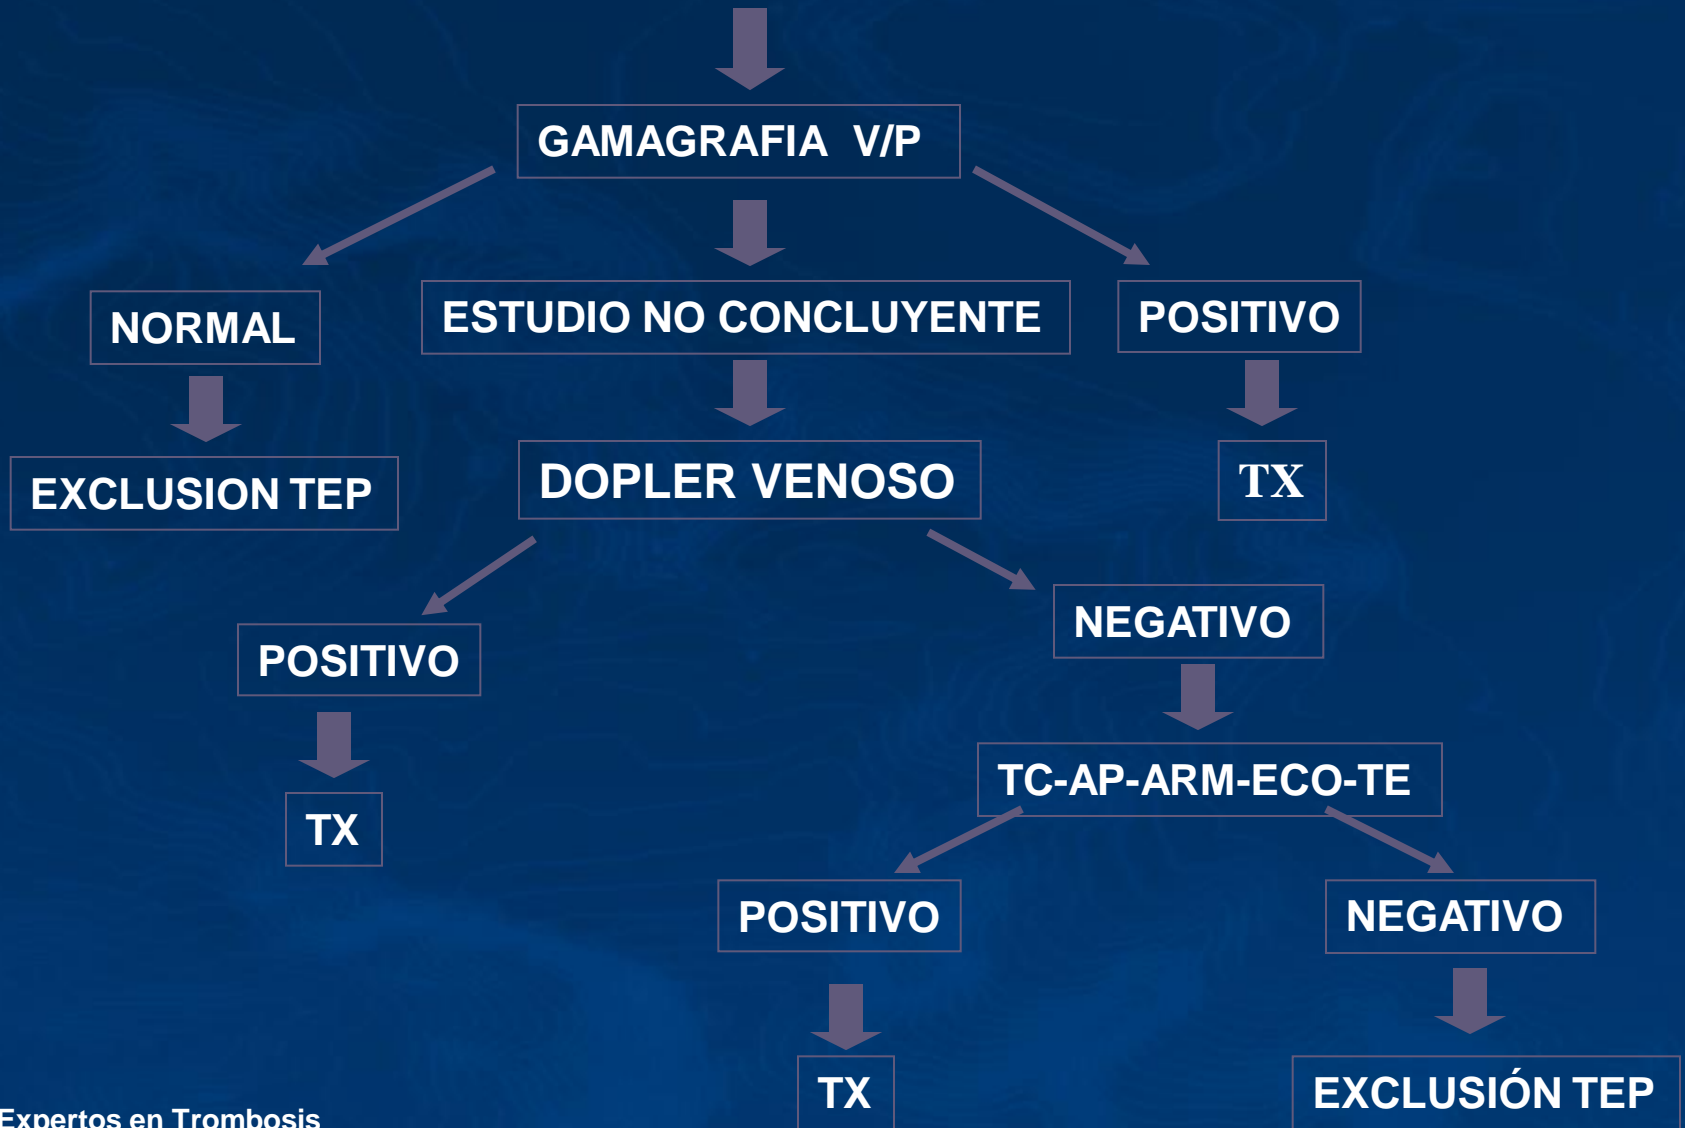 GAMAGRAFIA V/P
NORMAL
ESTUDIO NO CONCLUYENTE
POSITIVO
EXCLUSION TEP
DOPLER VENOSO
TX
POSITIVO
NEGATIVO
TX
TC-AP-ARM-ECO-TE
POSITIVO
NEGATIVO
TX
EXCLUSIÓN TEP
Expertos en Trombosis